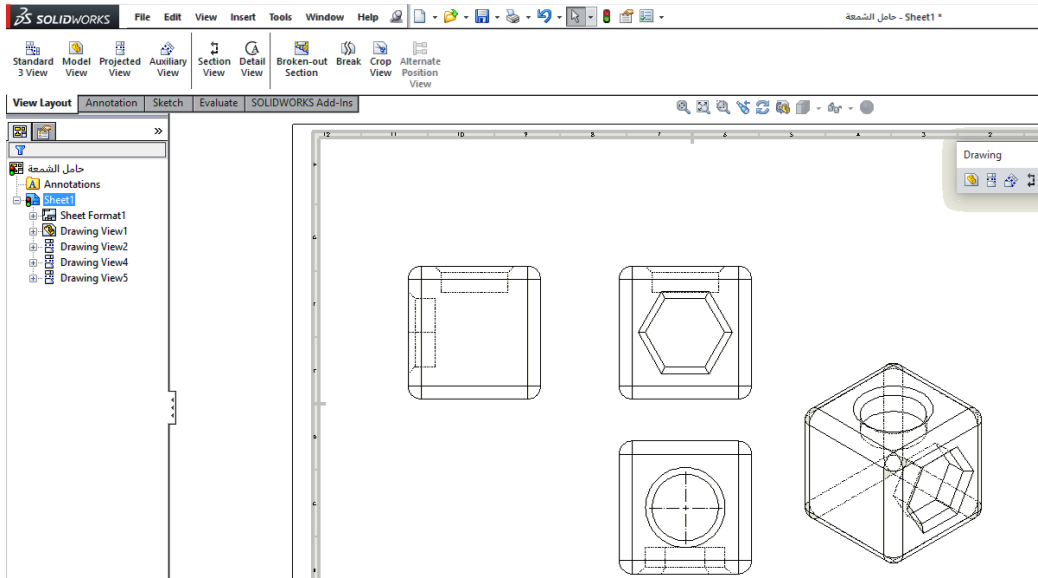 SOLIDWORKS File Edit View Insert Tools Window Help حامل الشمعة - Sheet1 *
Standard 3 View
Model View
Projected View
Auxiliary View
Section View
Detail View
Broken-out Section
Break
Crop View
Alternate Position View
View Layout Annotation Sketch Evaluate SOLIDWORKS Add-Ins
»
حامل الشمعة
Annotations
Sheet1
Sheet Format1
Drawing View1
Drawing View2
Drawing View4
Drawing View5
12 11 10 9 8 7 6 5 4 3 2
Drawing